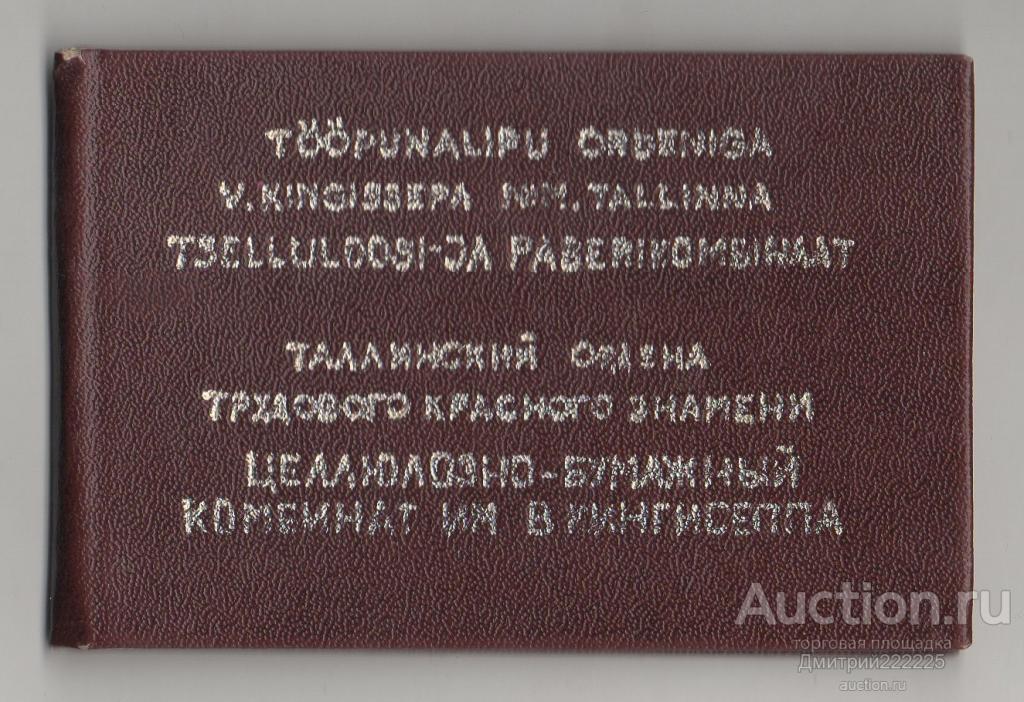 TÖÖPUNALIPU ORDENIGA
V. KINGISSEPA NIM. TALLINNA
TSELLULOOSI-JA PABERIKOMBINAAT
ТАЛЛИНСКИЙ ОРДЕНА
ТРУДОВОГО КРАСНОГО ЗНАМЕНИ
ЦЕЛЛЮЛОЗНО-БУМАЖНЫЙ
КОМБИНАТ ИМ В КИНГИСЕППА
Auction.ru
торговая площадка
Дмитрий222225
auction.ru